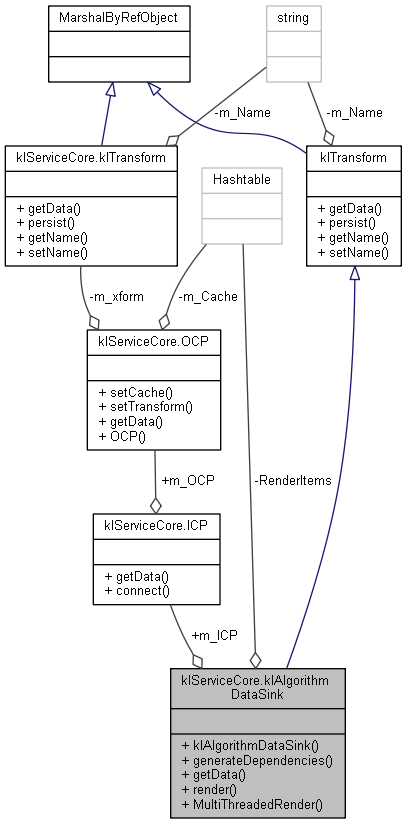 MarshalByRefObject
string
-m_Name
-m_Name
klServiceCore.klTransform
+ getData()
+ persist()
+ getName()
+ setName()
klTransform
+ getData()
+ persist()
+ getName()
+ setName()
Hashtable
-m_xform
-m_Cache
klServiceCore.OCP
+ setCache()
+ setTransform()
+ getData()
+ OCP()
+m_OCP
-RenderItems
klServiceCore.ICP
+ getData()
+ connect()
+m_ICP
klServiceCore.klAlgorithm
DataSink
+ klAlgorithmDataSink()
+ generateDependencies()
+ getData()
+ render()
+ MultiThreadedRender()